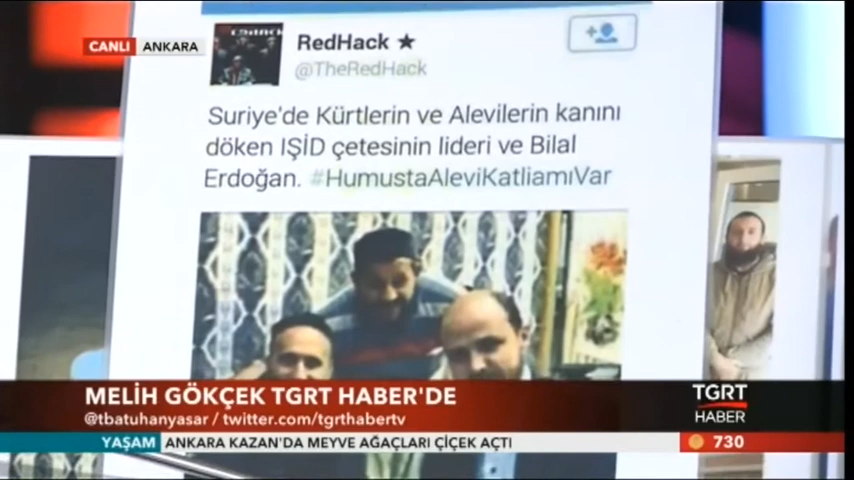 CANLI ANKARA
RedHack ★
@TheRedHack
Suriye'de Kürtlerin ve Alevilerin kanını
döken IŞİD çetesinin lideri ve Bilal
Erdoğan. #HumustaAleviKatliamıVar
MELİH GÖKÇEK TGRT HABER'DE
@tbatuhanyasar / twitter.com/tgrthabertv
TGRT
HABER
YAŞAM ANKARA KAZAN'DA MEYVE AĞAÇLARI ÇİÇEK AÇTI
730